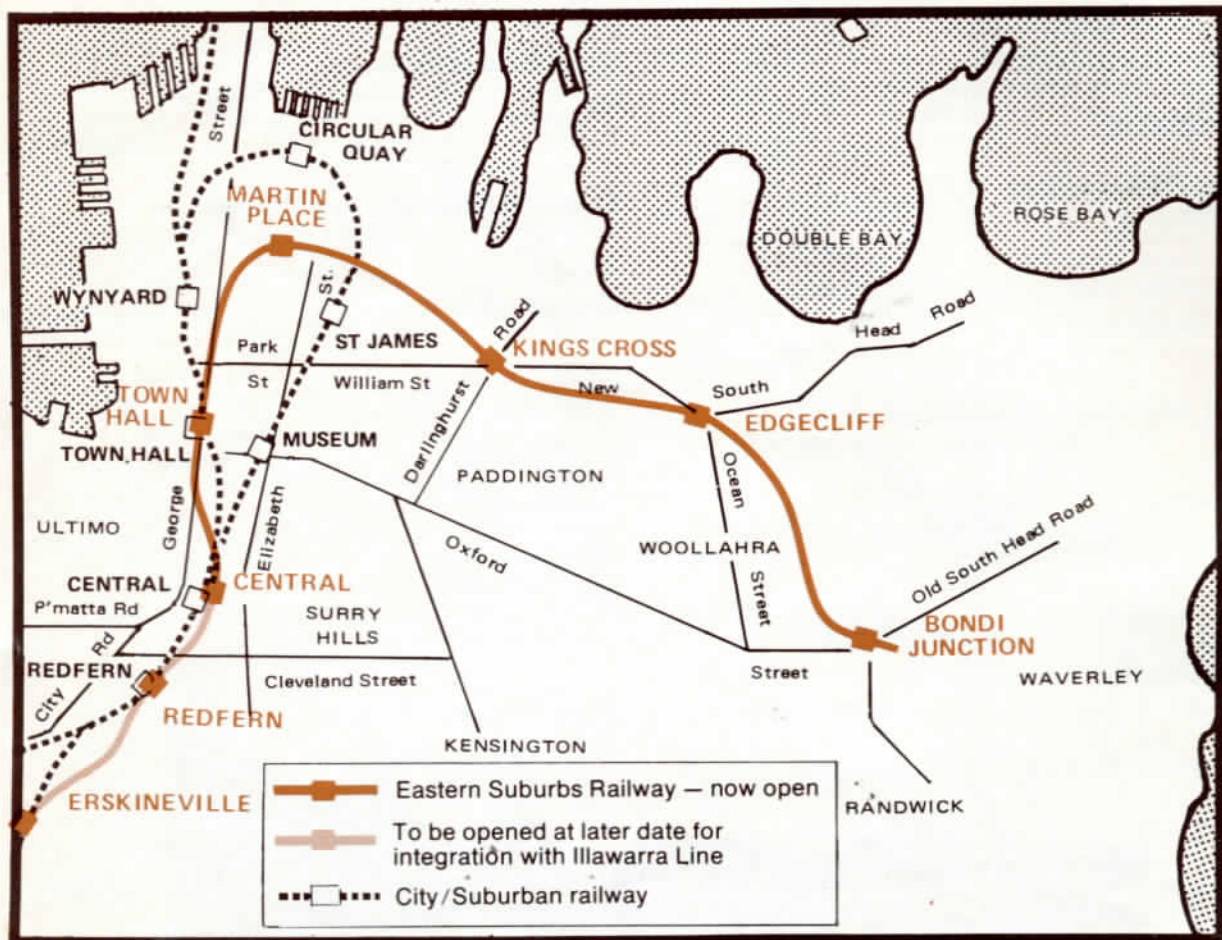 CIRCULAR
QUAY
Street
MARTIN
PLACE
ROSE BAY
DOUBLE BAY
WYNYARD
St.
Road
Head Road
ST JAMES
Park
St
KINGS CROSS
William St
New
South
TOWN
HALL
EDGECLIFF
Darlinghurst
MUSEUM
TOWN HALL
PADDINGTON
Ocean
Street
ULTIMO
George
Elizabeth
Oxford
Street
WOOLLAHRA
Old South Head Road
CENTRAL
CENTRAL
P'matta Rd
SURRY
HILLS
BONDI
JUNCTION
WAVERLEY
City Rd
REDFERN
Cleveland Street
REDFERN
KENSINGTON
RANDWICK
ERSKINEVILLE
Eastern Suburbs Railway — now open
To be opened at later date for
integration with Illawarra Line
City/Suburban railway